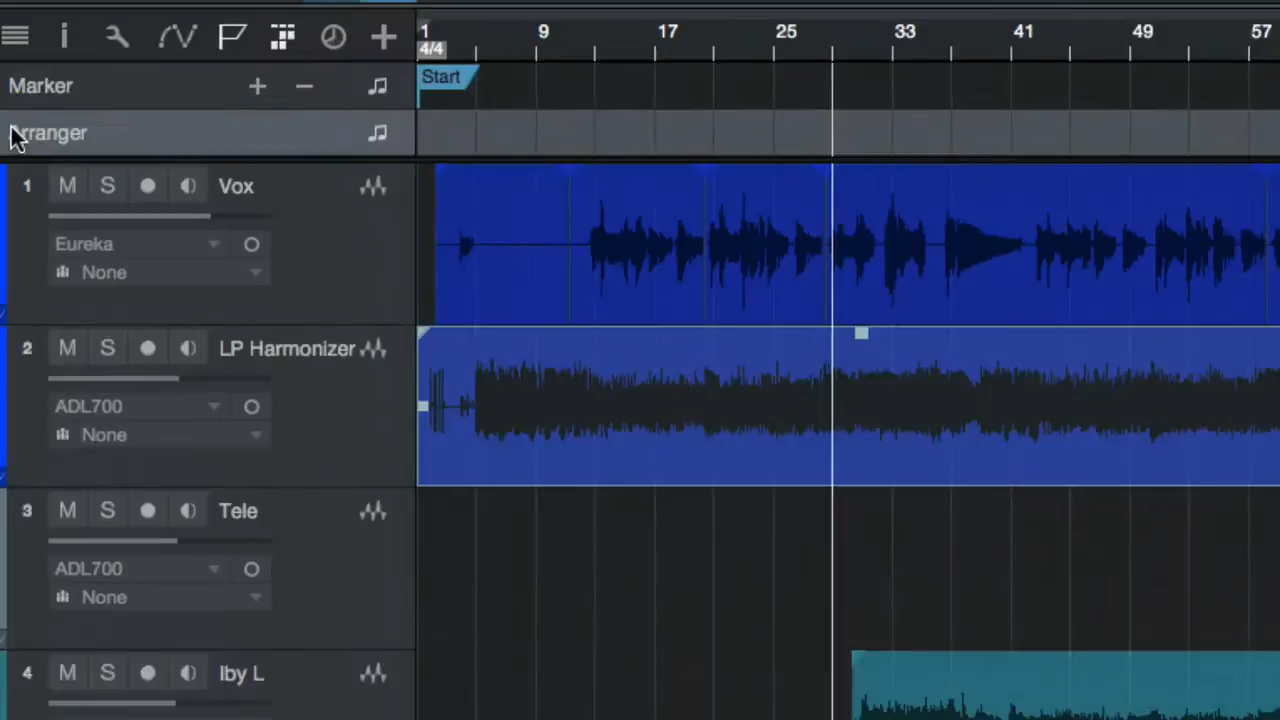 1 9 17 25 33 41 49 57
4/4
Marker
Start
rranger
1 M S Vox
Eureka
None
2 M S LP Harmonizer
ADL700
None
3 M S Tele
ADL700
None
4 M S Iby L